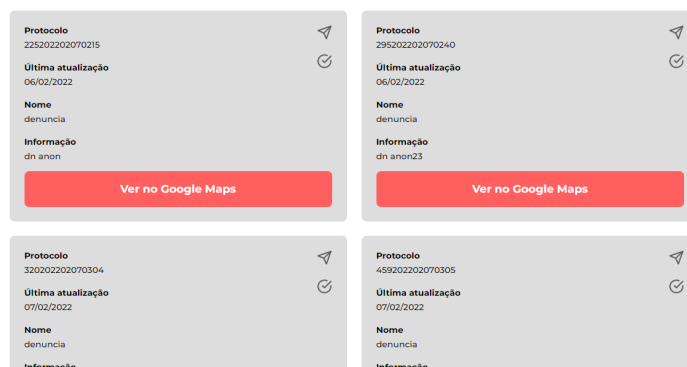 Protocolo
225202202070215
Última atualização
06/02/2022
Nome
denuncia
Informação
dn anon
Ver no Google Maps
Protocolo
295202202070240
Última atualização
06/02/2022
Nome
denuncia
Informação
dn anon23
Ver no Google Maps
Protocolo
320202202070304
Última atualização
07/02/2022
Nome
denuncia
Informação
Protocolo
459202202070305
Última atualização
07/02/2022
Nome
denuncia
Informação